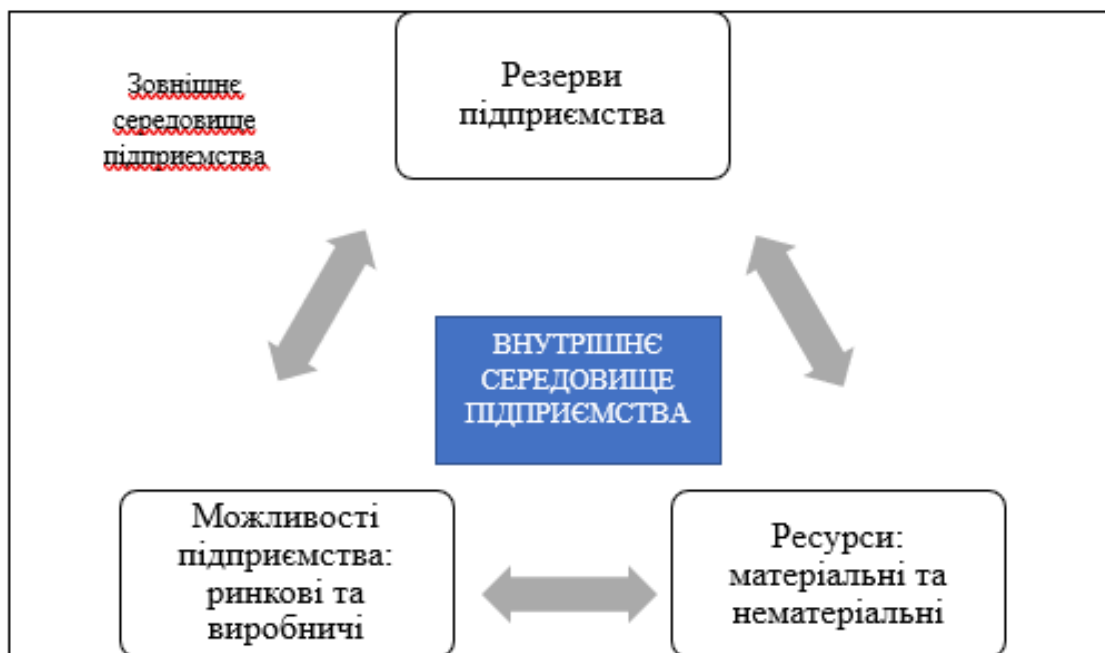 Зовнішнє
середовище
підприємства
Резерви
підприємства
ВНУТРІШНЄ
СЕРЕДОВИЩЕ
ПІДПРИЄМСТВА
Можливості
підприємства:
ринкові та
виробничі
Ресурси:
матеріальні та
нематеріальні